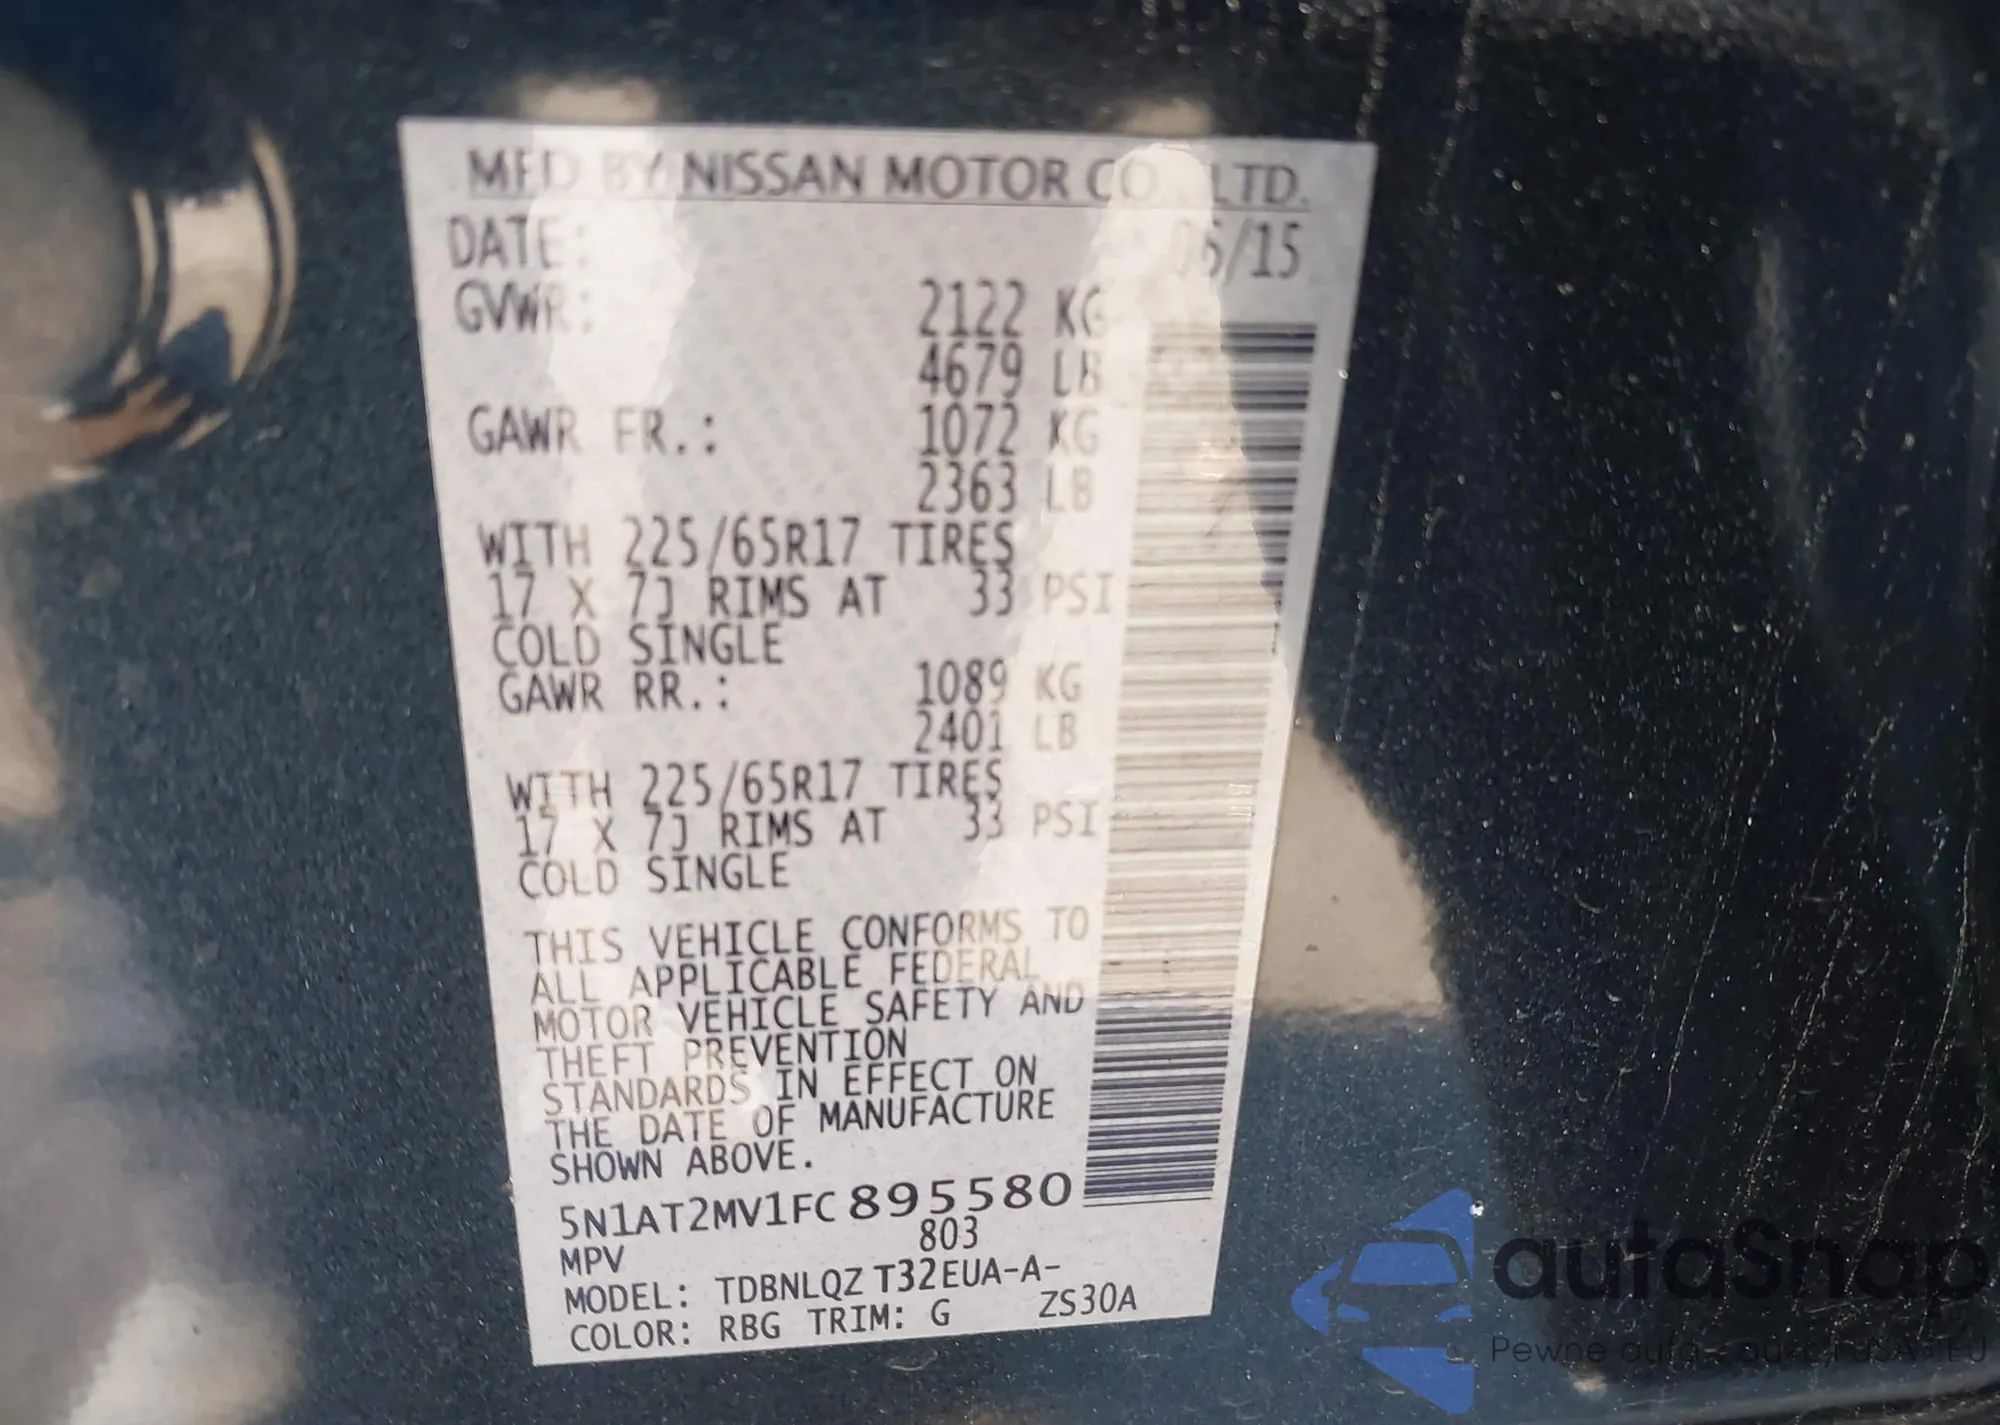 MFD BY NISSAN MOTOR CO., LTD.
DATE: 06/15
GVWR: 2122 KG
4679 LB
GAWR FR.: 1072 KG
2363 LB
WITH 225/65R17 TIRES
17 X 7J RIMS AT 33 PSI
COLD SINGLE
GAWR RR.: 1089 KG
2401 LB
WITH 225/65R17 TIRES
17 X 7J RIMS AT 33 PSI
COLD SINGLE
THIS VEHICLE CONFORMS TO
ALL APPLICABLE FEDERAL
MOTOR VEHICLE SAFETY AND
THEFT PREVENTION
STANDARDS IN EFFECT ON
THE DATE OF MANUFACTURE
SHOWN ABOVE.
5N1AT2MV1FC895580
MPV 803
MODEL: TDBNLQZ T32EUA-A-
COLOR: RBG TRIM: G ZS30A
autaSnap
Pewne auta